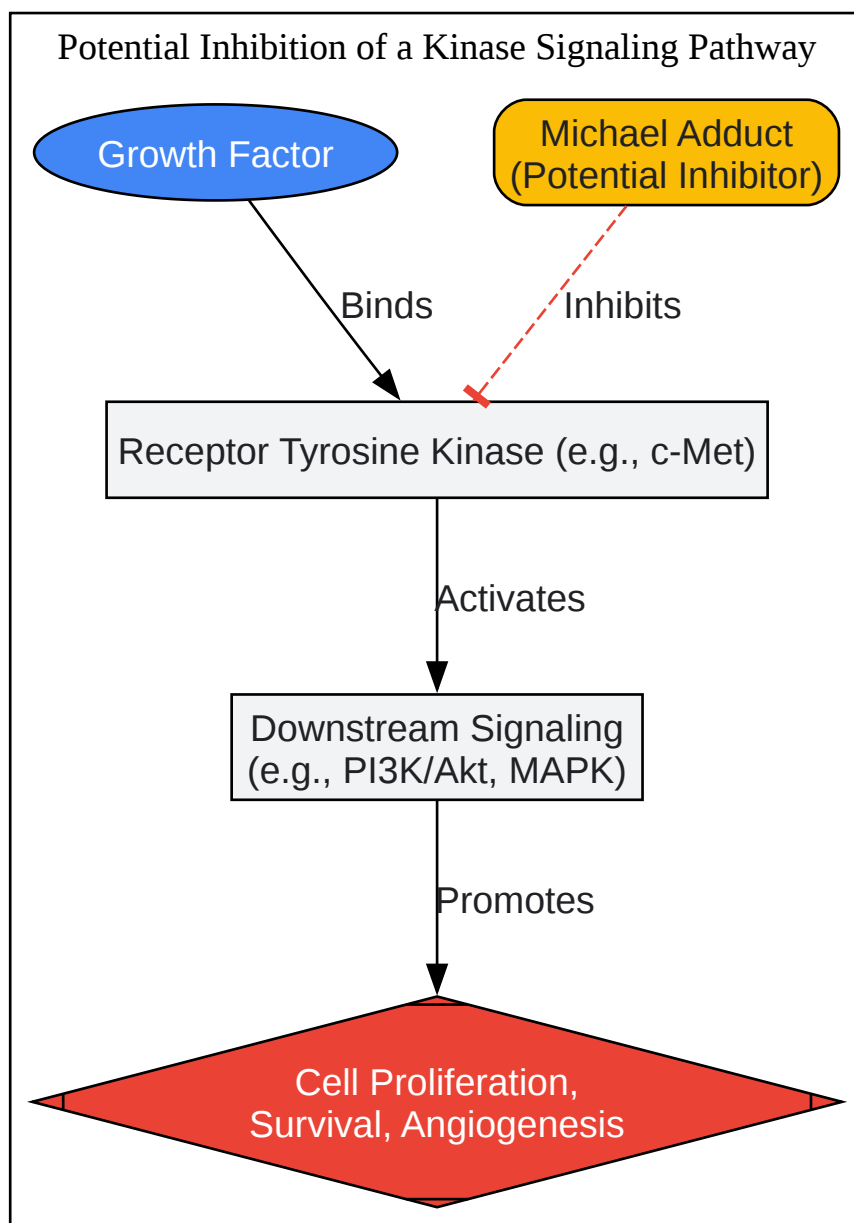 Potential Inhibition of a Kinase Signaling Pathway
Growth Factor
Michael Adduct
(Potential Inhibitor)
Binds
Inhibits
Receptor Tyrosine Kinase (e.g., c-Met)
Activates
Downstream Signaling
(e.g., PI3K/Akt, MAPK)
Promotes
Cell Proliferation,
Survival, Angiogenesis